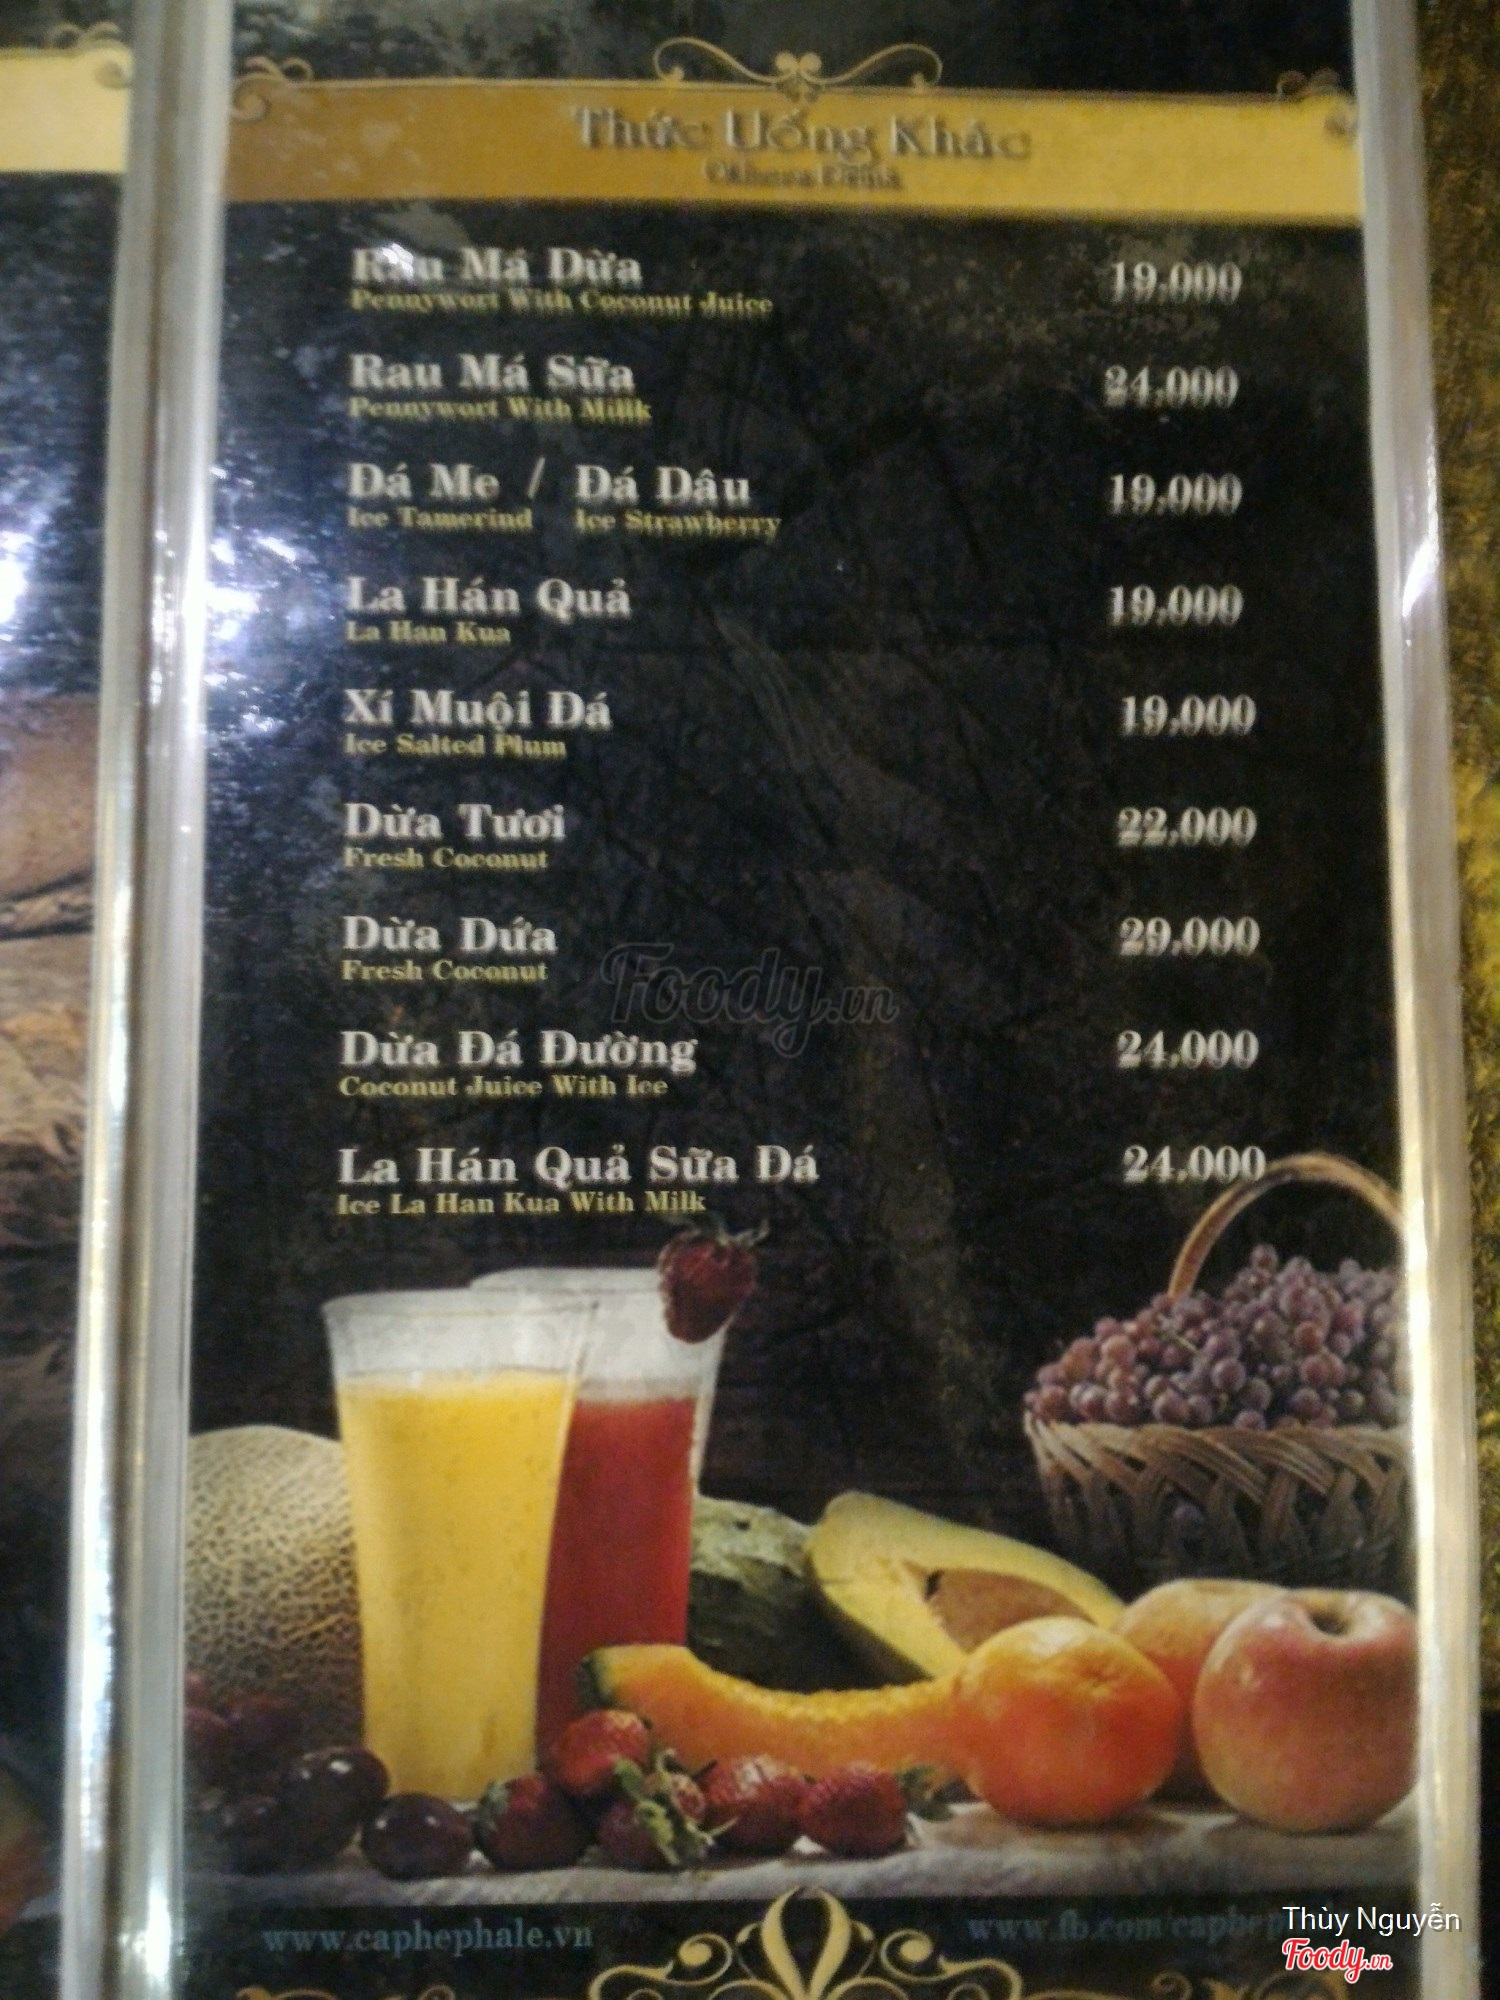 Thức Uống Khác
Rau Má Dừa 19,000
Pennywort With Coconut Juice
Rau Má Sữa 24,000
Pennywort With Millk
Đá Me / Đá Dâu 19,000
Ice Tamerind Ice Strawberry
La Hán Quả 19,000
La Han Kua
Xí Muội Đá 19,000
Ice Salted Plum
Dừa Tươi 22,000
Fresh Coconut
Dừa Dứa 29,000
Fresh Coconut
Dừa Đá Đường 24,000
Coconut Juice With Ice
La Hán Quả Sữa Đá 24,000
Ice La Han Kua With Milk
Foody.vn
www.caphephale.vn www.fb.com/caphep
Thùy Nguyễn
Foody.vn